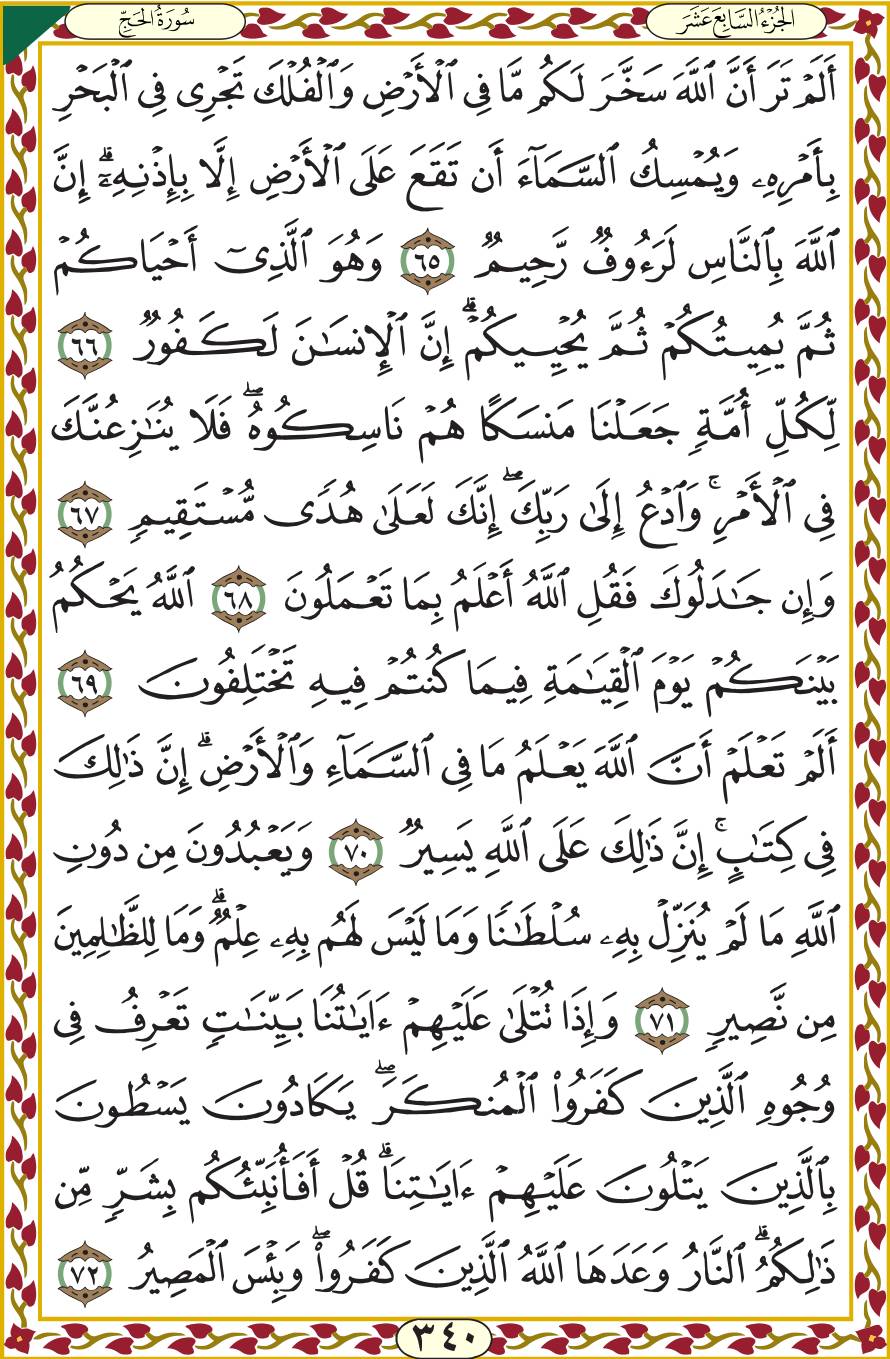 الجُزْءُ السَّابِعَ عَشَرَ
سُورَةُ الحَجِّ
أَلَمْ تَرَ أَنَّ ٱللَّهَ سَخَّرَ لَكُم مَّا فِى ٱلْأَرْضِ وَٱلْفُلْكَ تَجْرِى فِى ٱلْبَحْرِ
بِأَمْرِهِۦ وَيُمْسِكُ ٱلسَّمَآءَ أَن تَقَعَ عَلَى ٱلْأَرْضِ إِلَّا بِإِذْنِهِۦٓ ۗ إِنَّ
ٱللَّهَ بِٱلنَّاسِ لَرَءُوفٌ رَّحِيمٌ ٦٥ وَهُوَ ٱلَّذِىٓ أَحْيَاكُمْ
ثُمَّ يُمِيتُكُمْ ثُمَّ يُحْيِيكُمْ ۗ إِنَّ ٱلْإِنسَـٰنَ لَكَفُورٌ ٦٦
لِّكُلِّ أُمَّةٍ جَعَلْنَا مَنسَكًا هُمْ نَاسِكُوهُ ۖ فَلَا يُنَـٰزِعُنَّكَ
فِى ٱلْأَمْرِ ۚ وَٱدْعُ إِلَىٰ رَبِّكَ ۖ إِنَّكَ لَعَلَىٰ هُدًى مُّسْتَقِيمٍ ٦٧
وَإِن جَـٰدَلُوكَ فَقُلِ ٱللَّهُ أَعْلَمُ بِمَا تَعْمَلُونَ ٦٨ ٱللَّهُ يَحْكُمُ
بَيْنَكُمْ يَوْمَ ٱلْقِيَـٰمَةِ فِيمَا كُنتُمْ فِيهِ تَخْتَلِفُونَ ٦٩
أَلَمْ تَعْلَمْ أَنَّ ٱللَّهَ يَعْلَمُ مَا فِى ٱلسَّمَآءِ وَٱلْأَرْضِ ۗ إِنَّ ذَٰلِكَ
فِى كِتَـٰبٍ ۚ إِنَّ ذَٰلِكَ عَلَى ٱللَّهِ يَسِيرٌ ٧٠ وَيَعْبُدُونَ مِن دُونِ
ٱللَّهِ مَا لَمْ يُنَزِّلْ بِهِۦ سُلْطَـٰنًا وَمَا لَيْسَ لَهُم بِهِۦ عِلْمٌ ۗ وَمَا لِلظَّـٰلِمِينَ
مِن نَّصِيرٍ ٧١ وَإِذَا تُتْلَىٰ عَلَيْهِمْ ءَايَـٰتُنَا بَيِّنَـٰتٍ تَعْرِفُ فِى
وُجُوهِ ٱلَّذِينَ كَفَرُوا۟ ٱلْمُنكَرَ ۖ يَكَادُونَ يَسْطُونَ
بِٱلَّذِينَ يَتْلُونَ عَلَيْهِمْ ءَايَـٰتِنَا ۗ قُلْ أَفَأُنَبِّئُكُم بِشَرٍّ مِّن
ذَٰلِكُمُ ۗ ٱلنَّارُ وَعَدَهَا ٱللَّهُ ٱلَّذِينَ كَفَرُوا۟ ۖ وَبِئْسَ ٱلْمَصِيرُ ٧٢
٣٤٠